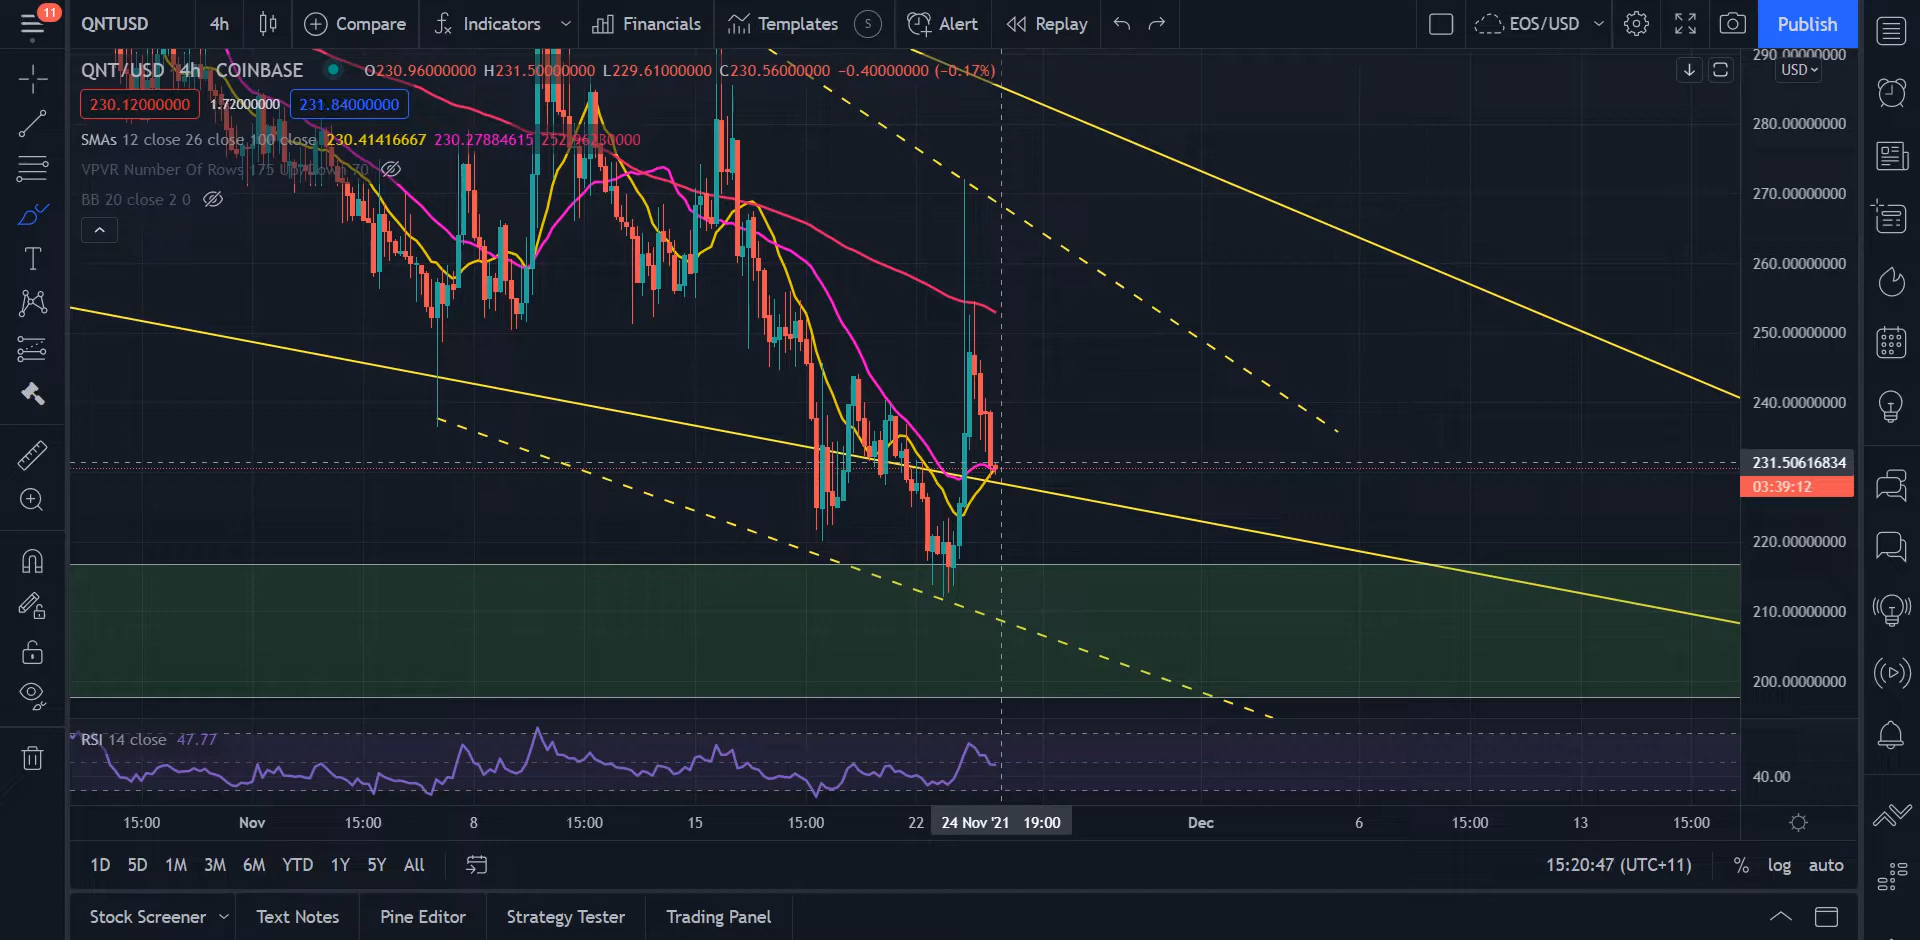 11
QNTUSD 4h Compare Indicators Financials Templates S Alert Replay EOS/USD Publish
QNT/USD 4h COINBASE O230.96000000 H231.50000000 L229.61000000 C230.56000000 −0.40000000 (−0.17%)
230.12000000 1.72000000 231.84000000
SMAs 12 close 26 close 100 close 230.41416667 230.27884615 252.96230000
VPVR Number Of Rows 175 Up/Down 70
BB 20 close 2 0
290.00000000
USD
280.00000000
270.00000000
260.00000000
250.00000000
240.00000000
231.50616834
03:39:12
220.00000000
210.00000000
200.00000000
RSI 14 close 47.77
40.00
15:00 Nov 15:00 8 15:00 15 15:00 22 24 Nov '21 19:00 Dec 6 15:00 13 15:00
1D 5D 1M 3M 6M YTD 1Y 5Y All 15:20:47 (UTC+11) % log auto
Stock Screener Text Notes Pine Editor Strategy Tester Trading Panel